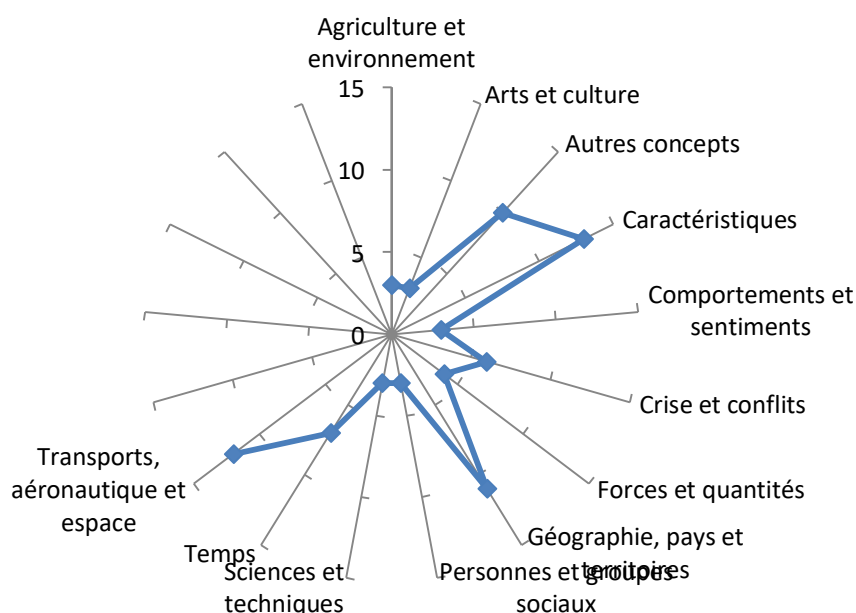 Agriculture et
environnement
15
10
5
0
Arts et culture
Autres concepts
Caractéristiques
Comportements et
sentiments
Crise et conflits
Forces et quantités
Géographie, pays et
territoires
Personnes et groupes
sociaux
Sciences et
techniques
Temps
Transports,
aéronautique et
espace